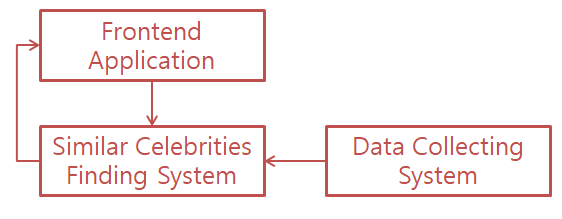 Frontend
Application
Similar Celebrities
Finding System
Data Collecting
System